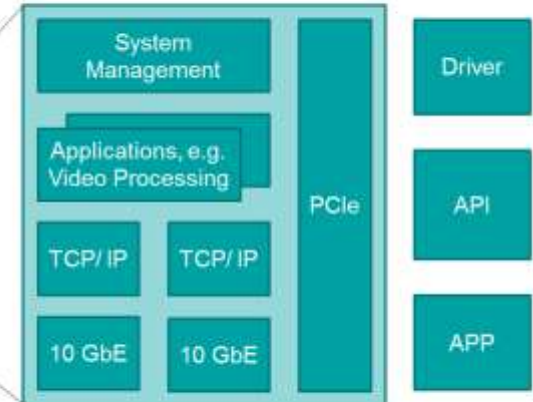 System
Management
Applications, e.g.
Video Processing
TCP/ IP
TCP/ IP
10 GbE
10 GbE
PCIe
Driver
API
APP